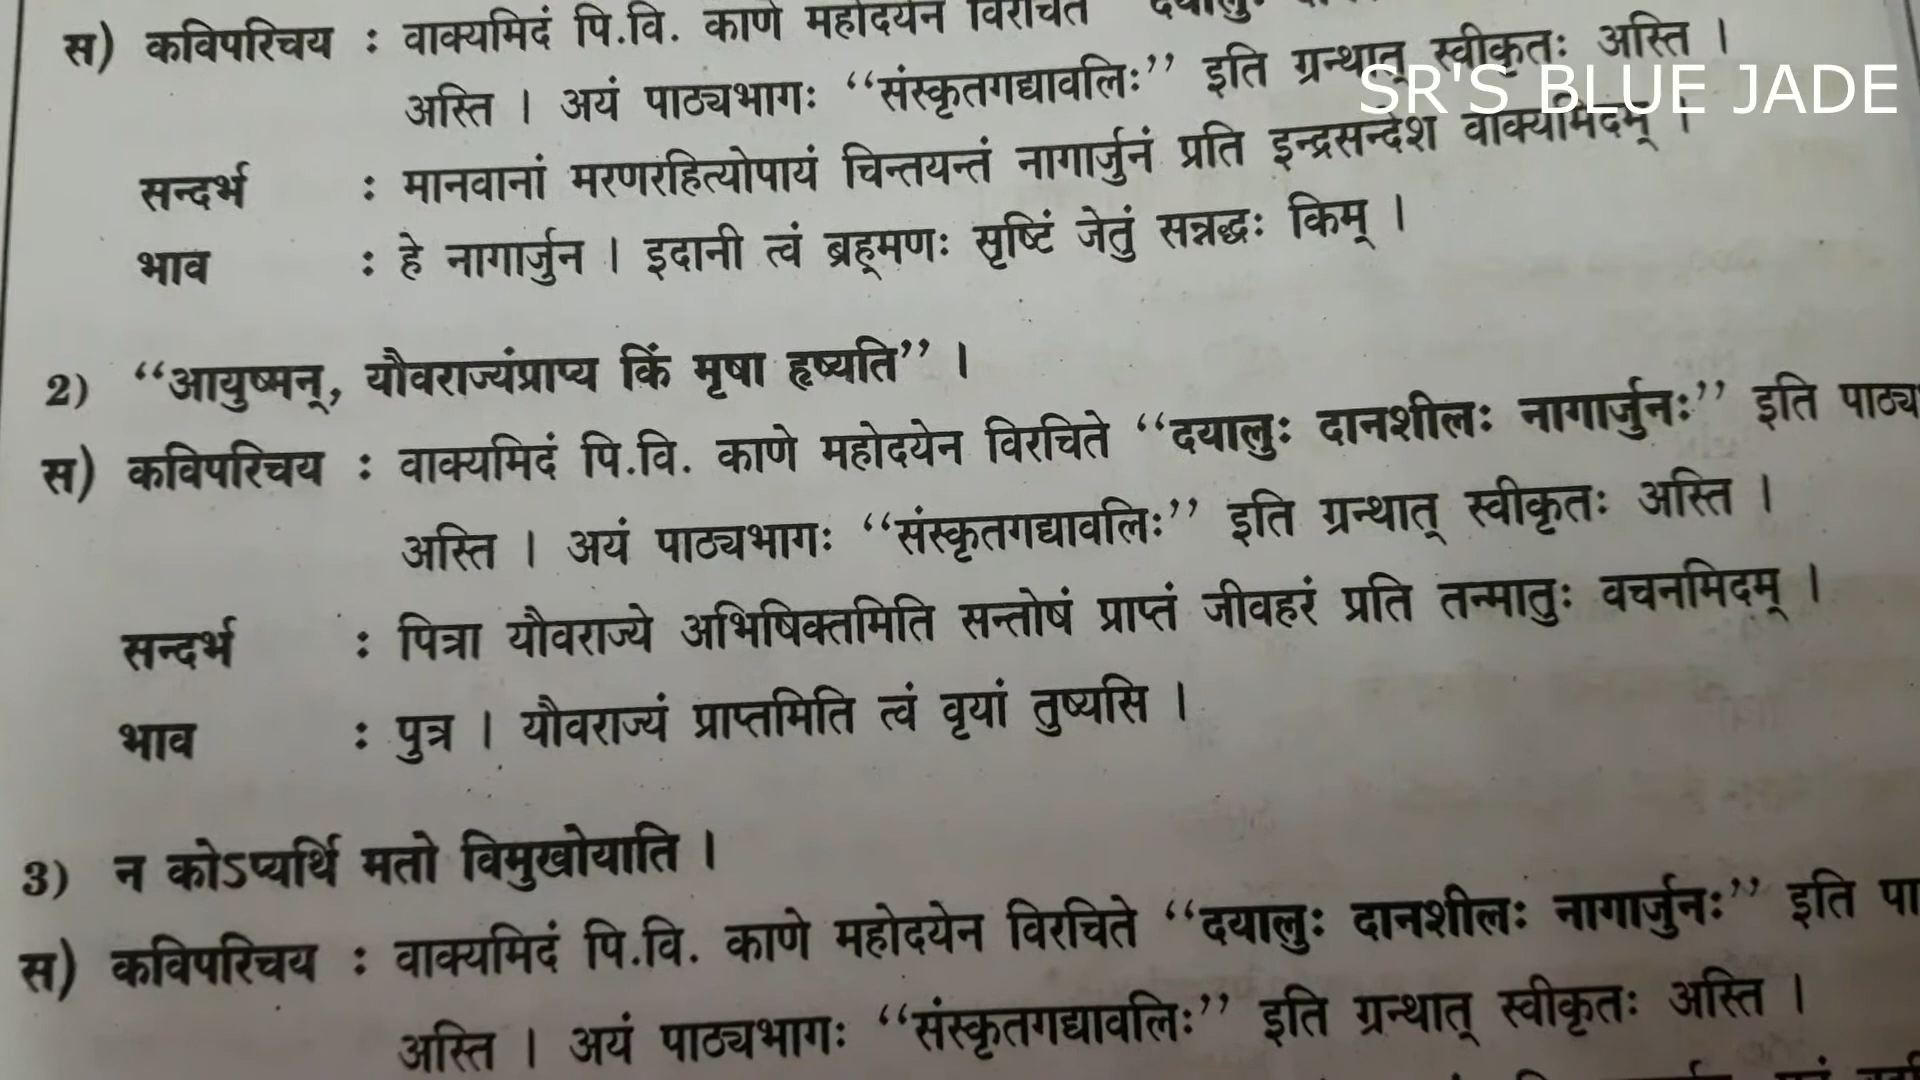 स) कविपरिचय : वाक्यमिदं पि.वि. काणे महोदयेन विरचिते
अस्ति । अयं पाठ्यभागः “संस्कृतगद्यावलिः” इति ग्रन्थात् स्वीकृतः अस्ति ।
SR'S BLUE JADE
सन्दर्भ : मानवानां मरणरहित्योपायं चिन्तयन्तं नागार्जुनं प्रति इन्द्रसन्देश वाक्यमिदम् ।
भाव : हे नागार्जुन । इदानी त्वं ब्रह्मणः सृष्टिं जेतुं सन्नद्धः किम् ।
2) “आयुष्मन्, यौवराज्यंप्राप्य किं मृषा हृष्यति” ।
स) कविपरिचय : वाक्यमिदं पि.वि. काणे महोदयेन विरचिते “दयालुः दानशीलः नागार्जुनः” इति पाठ्य
अस्ति । अयं पाठ्यभागः “संस्कृतगद्यावलिः” इति ग्रन्थात् स्वीकृतः अस्ति ।
सन्दर्भ : पित्रा यौवराज्ये अभिषिक्तमिति सन्तोषं प्राप्तं जीवहरं प्रति तन्मातुः वचनमिदम् ।
भाव : पुत्र । यौवराज्यं प्राप्तमिति त्वं वृयां तुष्यसि ।
3) न कोऽप्यर्थि मतो विमुखोयाति ।
स) कविपरिचय : वाक्यमिदं पि.वि. काणे महोदयेन विरचिते “दयालुः दानशीलः नागार्जुनः” इति पा
अस्ति । अयं पाठ्यभागः “संस्कृतगद्यावलिः” इति ग्रन्थात् स्वीकृतः अस्ति ।